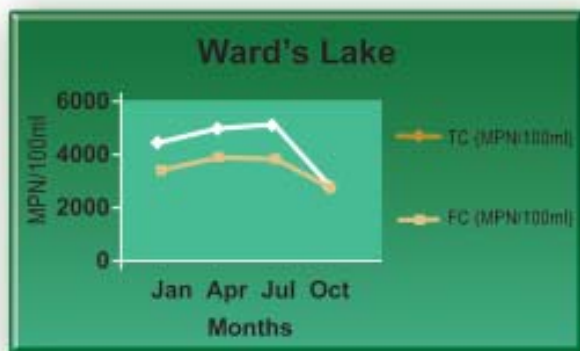 Ward's Lake
MPN/100ml
6000
4000
2000
0
Jan Apr Jul Oct
Months
TC (MPN/100ml)
FC (MPN/100ml)